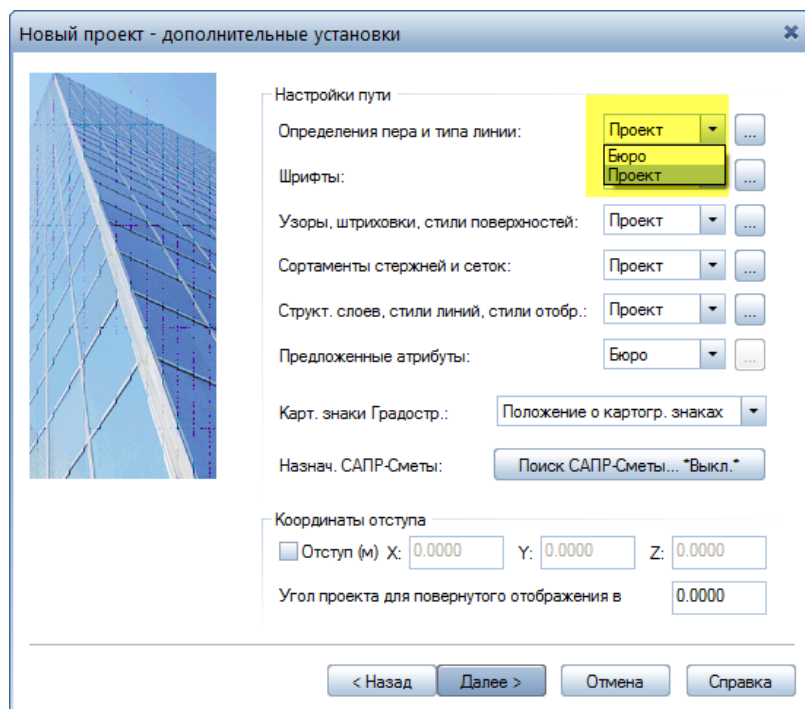 Новый проект - дополнительные установки
Настройки пути
Определения пера и типа линии: Проект ...
Бюро
Проект
Шрифты: ...
Узоры, штриховки, стили поверхностей: Проект ...
Сортаменты стержней и сеток: Проект ...
Структ. слоев, стили линий, стили отобр.: Проект ...
Предложенные атрибуты: Бюро ...
Карт. знаки Градостр.: Положение о картогр. знаках
Назнач. САПР-Сметы: Поиск САПР-Сметы... *Выкл.*
Координаты отступа
Отступ (м) X: 0.0000 Y: 0.0000 Z: 0.0000
Угол проекта для повернутого отображения в 0.0000
< Назад Далее > Отмена Справка